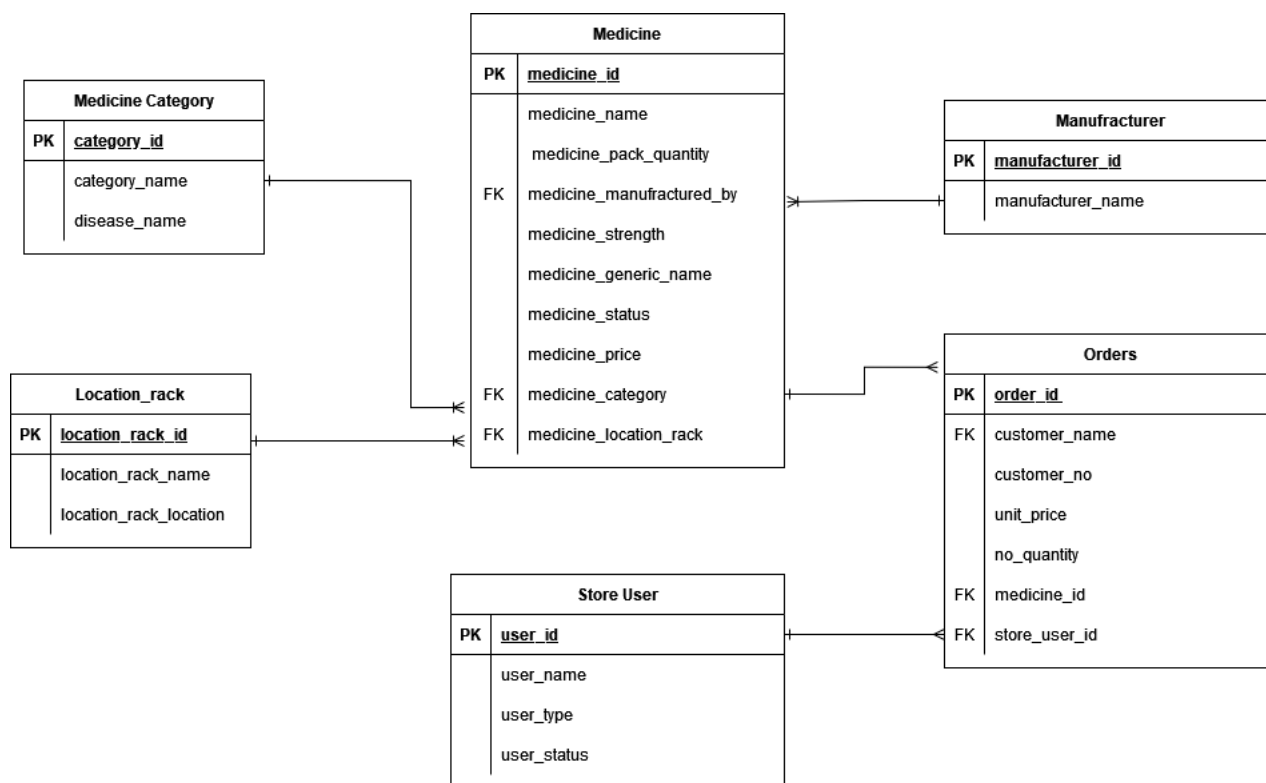 Medicine Category
PK category_id
category_name
disease_name
Location_rack
PK location_rack_id
location_rack_name
location_rack_location
Medicine
PK medicine_id
medicine_name
medicine_pack_quantity
FK medicine_manufractured_by
medicine_strength
medicine_generic_name
medicine_status
medicine_price
FK medicine_category
FK medicine_location_rack
Store User
PK user_id
user_name
user_type
user_status
Manufracturer
PK manufacturer_id
manufacturer_name
Orders
PK order_id
FK customer_name
customer_no
unit_price
no_quantity
FK medicine_id
FK store_user_id